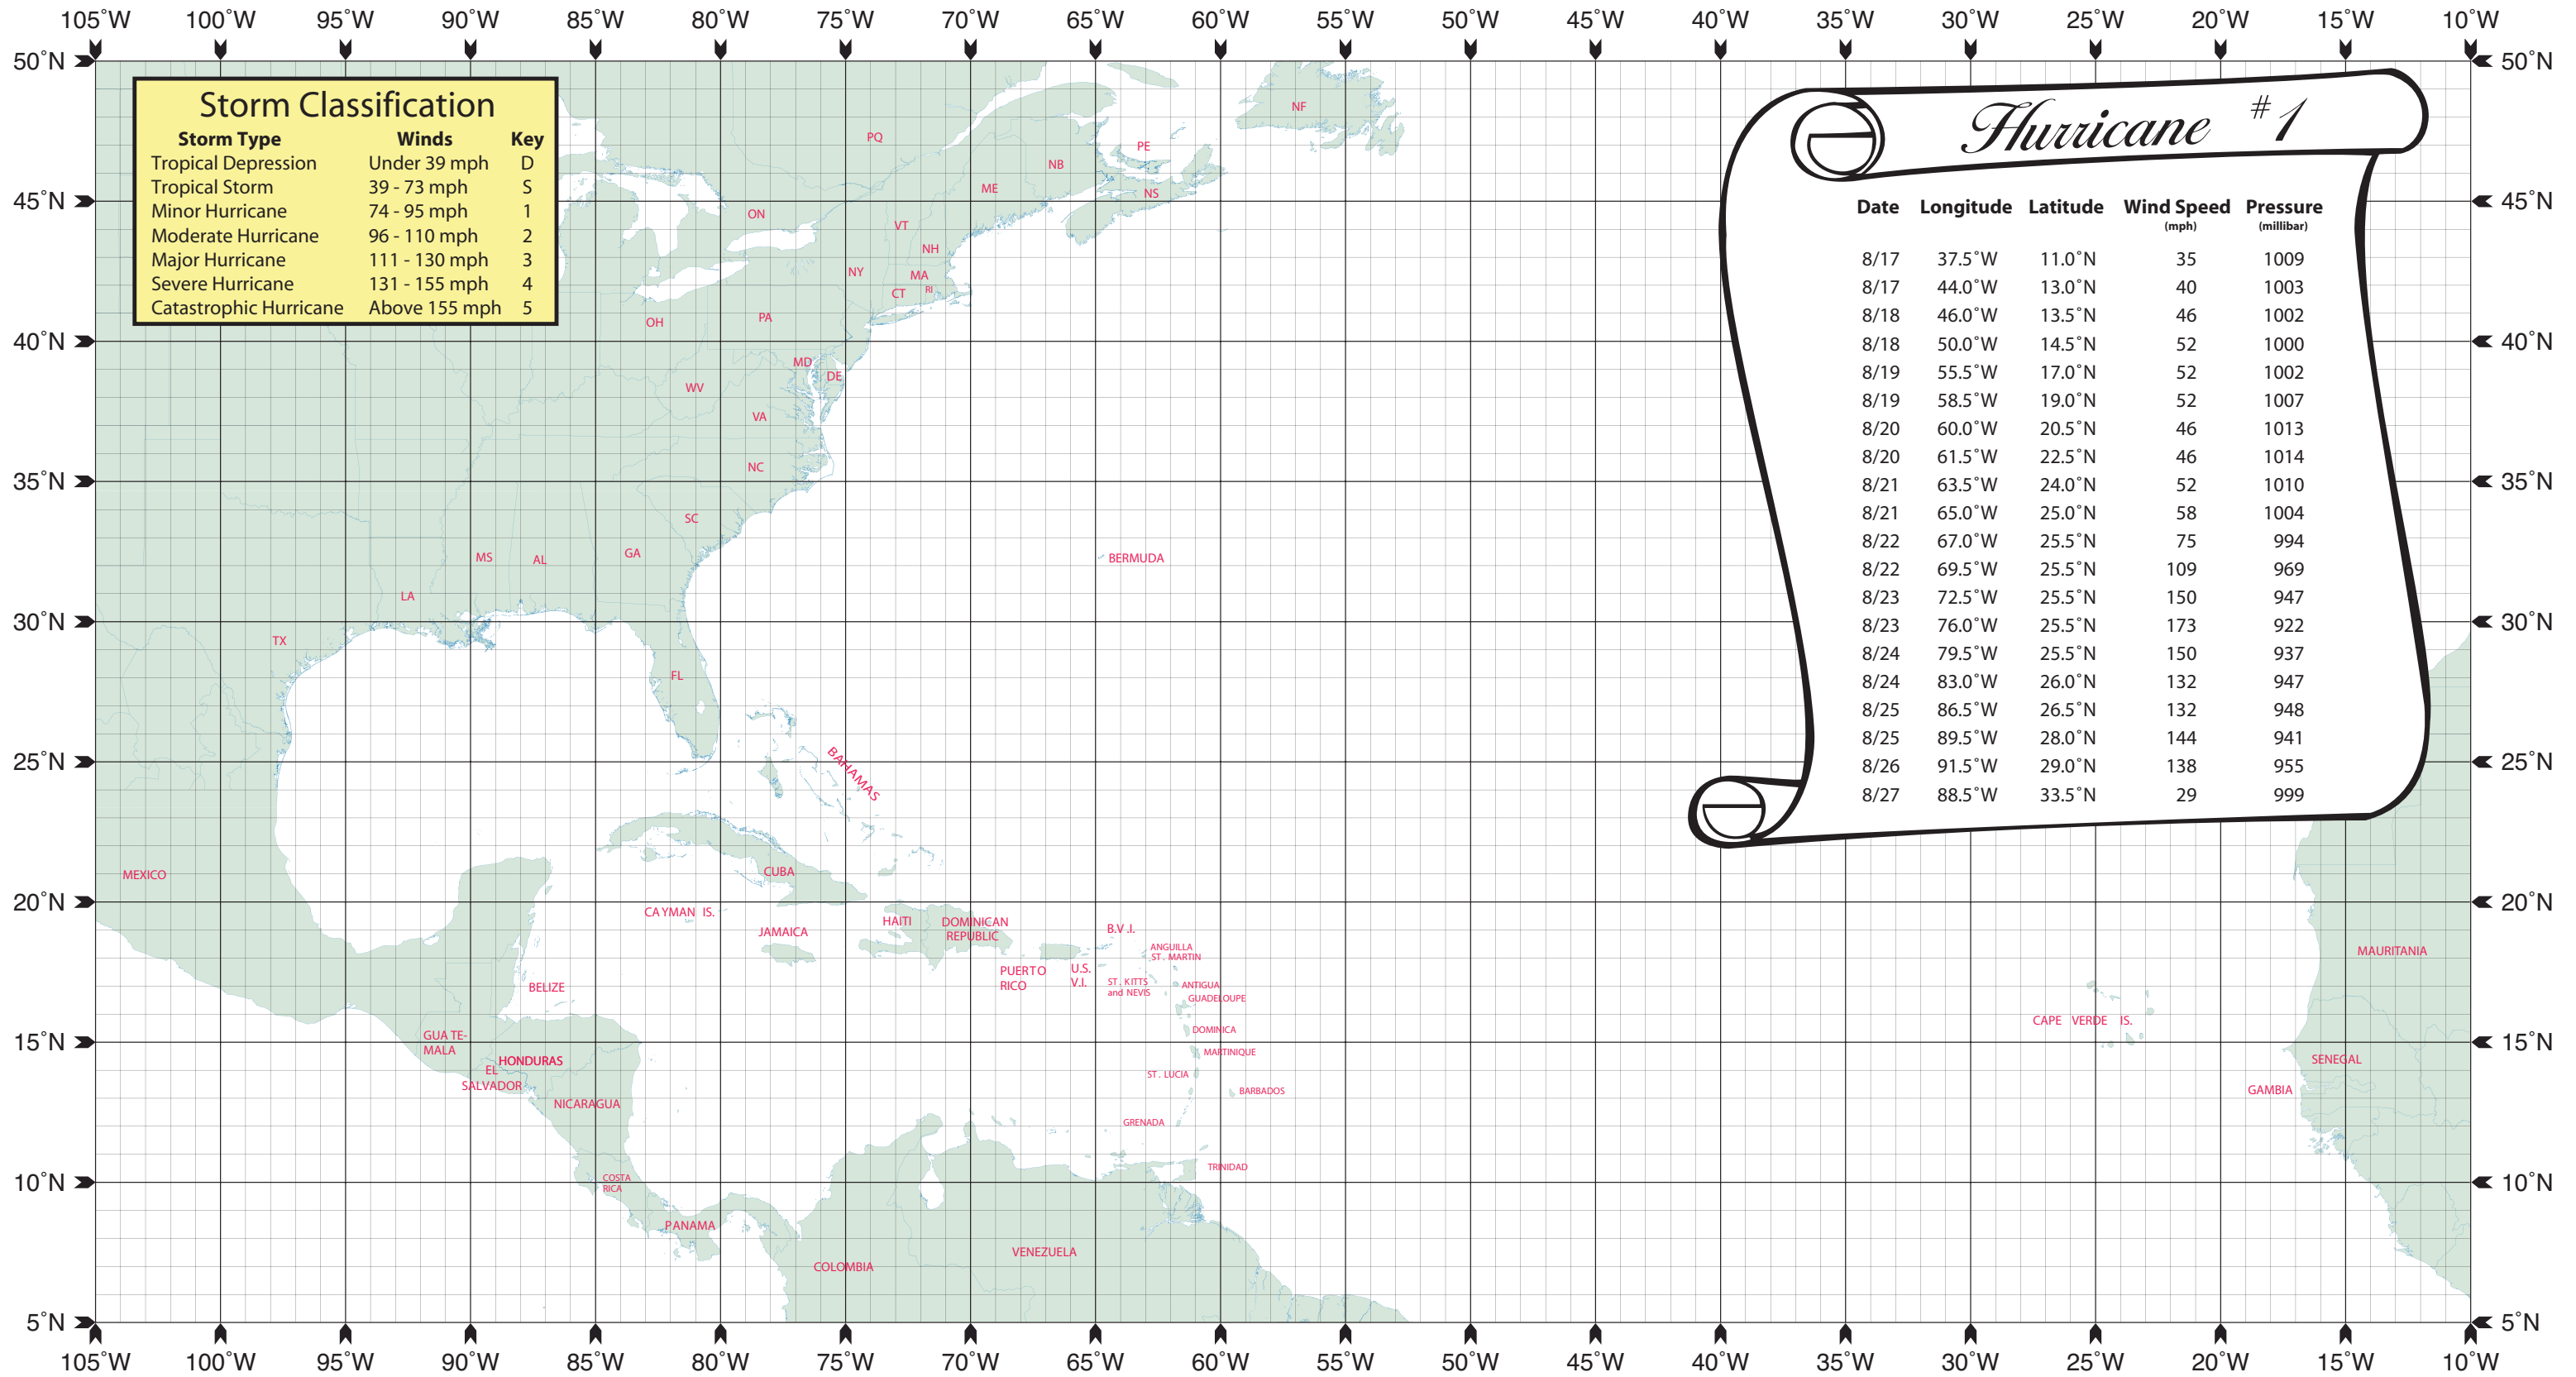 105˚W 100˚W 95˚W 90˚W 85˚W 80˚W 75˚W 70˚W 65˚W 60˚W 55˚W 50˚W 45˚W 40˚W 35˚W 30˚W 25˚W 20˚W 15˚W 10˚W
50˚N 50˚N
Storm Classification
Storm Type Winds Key
Tropical Depression Under 39 mph D
Tropical Storm 39 - 73 mph S
Minor Hurricane 74 - 95 mph 1
Moderate Hurricane 96 - 110 mph 2
Major Hurricane 111 - 130 mph 3
Severe Hurricane 131 - 155 mph 4
Catastrophic Hurricane Above 155 mph 5
Hurricane #1
Date Longitude Latitude Wind Speed Pressure
(mph) (millibar)
8/17 37.5˚W 11.0˚N 35 1009
8/17 44.0˚W 13.0˚N 40 1003
8/18 46.0˚W 13.5˚N 46 1002
8/18 50.0˚W 14.5˚N 52 1000
8/19 55.5˚W 17.0˚N 52 1002
8/19 58.5˚W 19.0˚N 52 1007
8/20 60.0˚W 20.5˚N 46 1013
8/20 61.5˚W 22.5˚N 46 1014
8/21 63.5˚W 24.0˚N 52 1010
8/21 65.0˚W 25.0˚N 58 1004
8/22 67.0˚W 25.5˚N 75 994
8/22 69.5˚W 25.5˚N 109 969
8/23 72.5˚W 25.5˚N 150 947
8/23 76.0˚W 25.5˚N 173 922
8/24 79.5˚W 25.5˚N 150 937
8/24 83.0˚W 26.0˚N 132 947
8/25 86.5˚W 26.5˚N 132 948
8/25 89.5˚W 28.0˚N 144 941
8/26 91.5˚W 29.0˚N 138 955
8/27 88.5˚W 33.5˚N 29 999
NF
PQ
PE
NB
ME
NS
45˚N 45˚N
ON
VT
NH
NY
MA
CT
RI
OH
PA
40˚N 40˚N
MD
DE
WV
VA
NC
35˚N 35˚N
SC
MS
AL
GA
BERMUDA
LA
30˚N 30˚N
TX
FL
25˚N 25˚N
BAHAMAS
MEXICO
CUBA
20˚N 20˚N
CAYMAN IS.
JAMAICA
HAITI
DOMINICAN
REPUBLIC
B.V.I.
ANGUILLA
ST. MARTIN
MAURITANIA
PUERTO
RICO
U.S.
V.I.
ST. KITTS
and NEVIS
ANTIGUA
GUADELOUPE
BELIZE
CAPE VERDE IS.
DOMINICA
GUATE-
MALA
15˚N 15˚N
MARTINIQUE
HONDURAS
SENEGAL
EL
SALVADOR
ST. LUCIA
BARBADOS
GAMBIA
NICARAGUA
GRENADA
TRINIDAD
COSTA
RICA
10˚N 10˚N
PANAMA
VENEZUELA
COLOMBIA
5˚N 5˚N
105˚W 100˚W 95˚W 90˚W 85˚W 80˚W 75˚W 70˚W 65˚W 60˚W 55˚W 50˚W 45˚W 40˚W 35˚W 30˚W 25˚W 20˚W 15˚W 10˚W